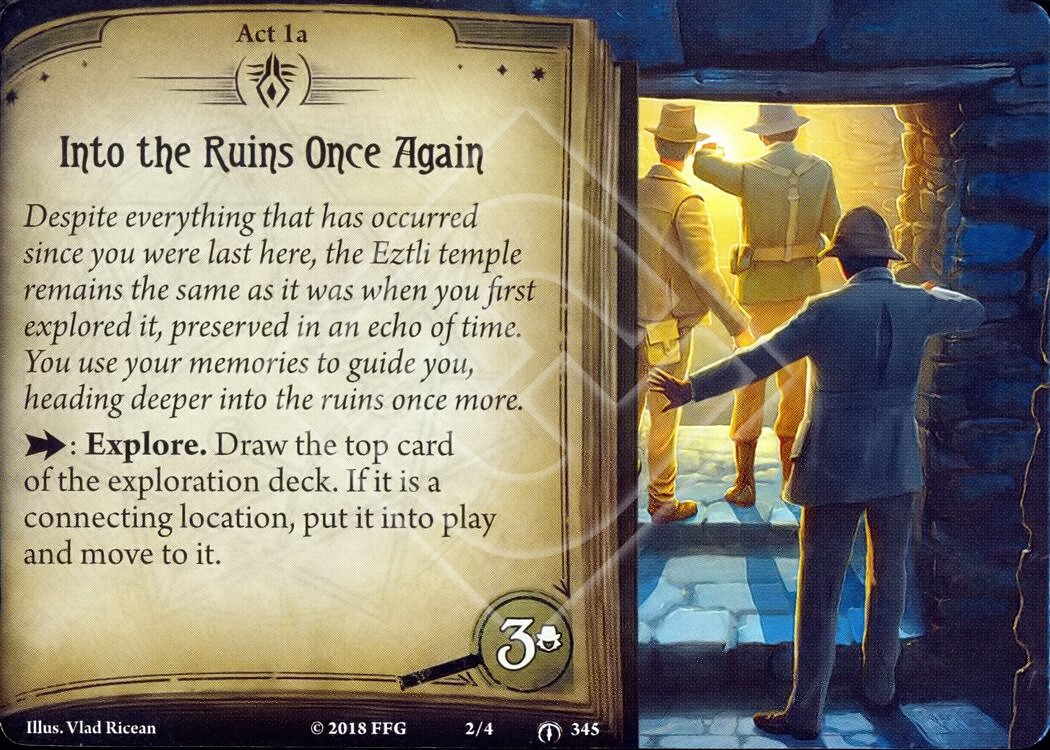 Act 1a
Into the Ruins Once Again
Despite everything that has occurred
since you were last here, the Eztli temple
remains the same as it was when you first
explored it, preserved in an echo of time.
You use your memories to guide you,
heading deeper into the ruins once more.
: Explore. Draw the top card
of the exploration deck. If it is a
connecting location, put it into play
and move to it.
3
Illus. Vlad Ricean
© 2018 FFG
2/4
345